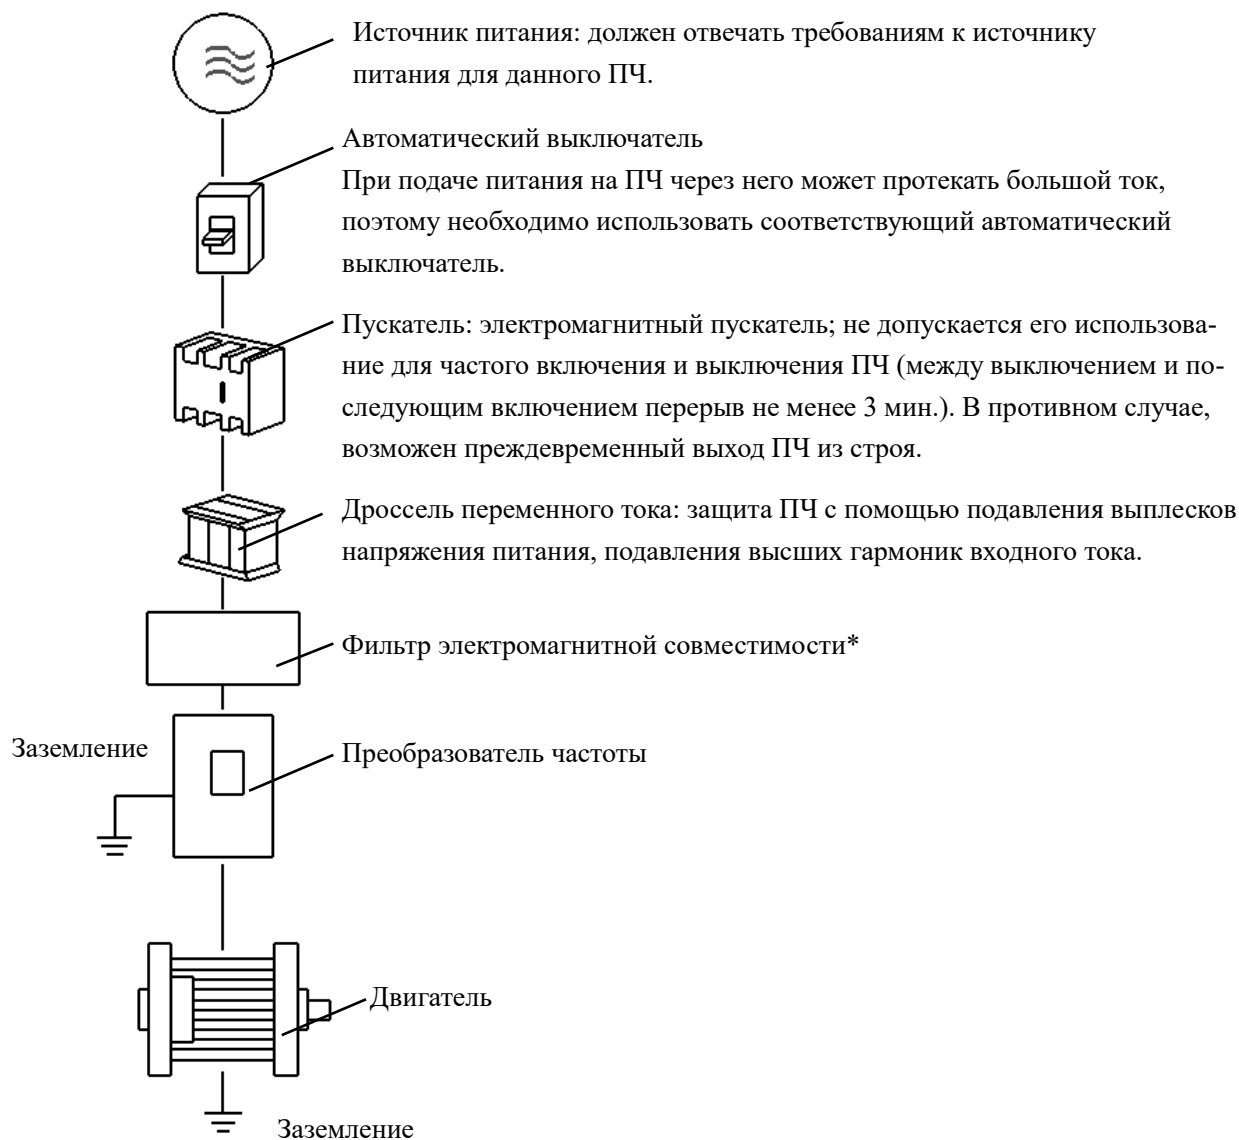 Источник питания: должен отвечать требованиям к источнику
питания для данного ПЧ.
Автоматический выключатель
При подаче питания на ПЧ через него может протекать большой ток,
поэтому необходимо использовать соответствующий автоматический
выключатель.
Пускатель: электромагнитный пускатель; не допускается его использова-
ние для частого включения и выключения ПЧ (между выключением и по-
следующим включением перерыв не менее 3 мин.). В противном случае,
возможен преждевременный выход ПЧ из строя.
Дроссель переменного тока: защита ПЧ с помощью подавления выплесков
напряжения питания, подавления высших гармоник входного тока.
Фильтр электромагнитной совместимости*
Заземление
Преобразователь частоты
Двигатель
Заземление